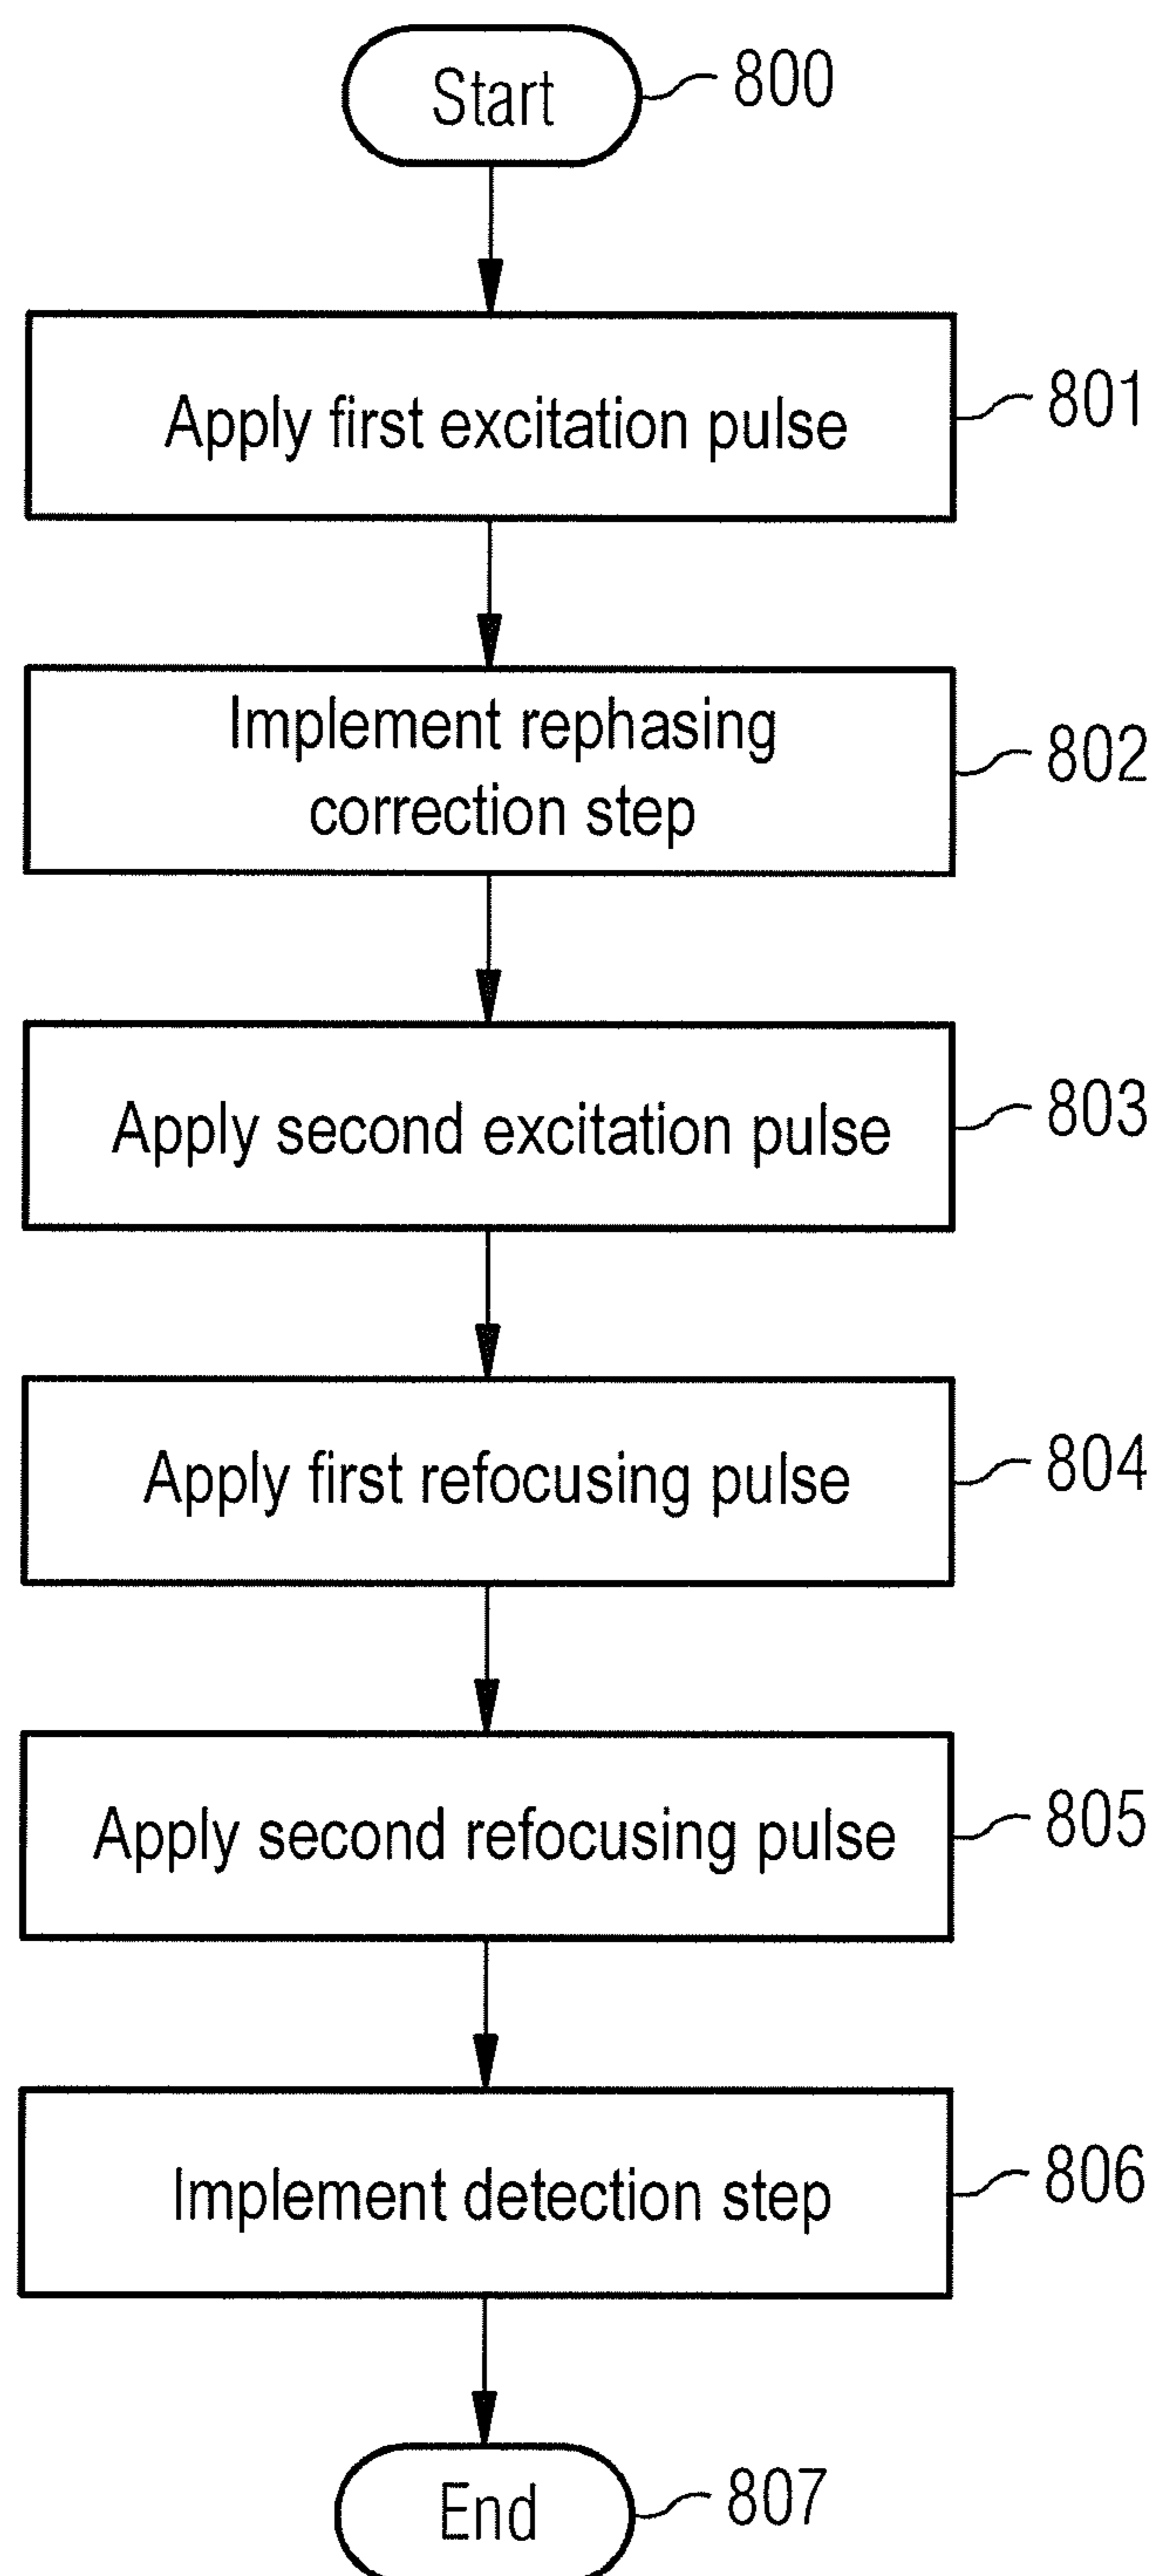 Start
800
Apply first excitation pulse
801
Implement rephasing
correction step
802
Apply second excitation pulse
803
Apply first refocusing pulse
804
Apply second refocusing pulse
805
Implement detection step
806
End
807